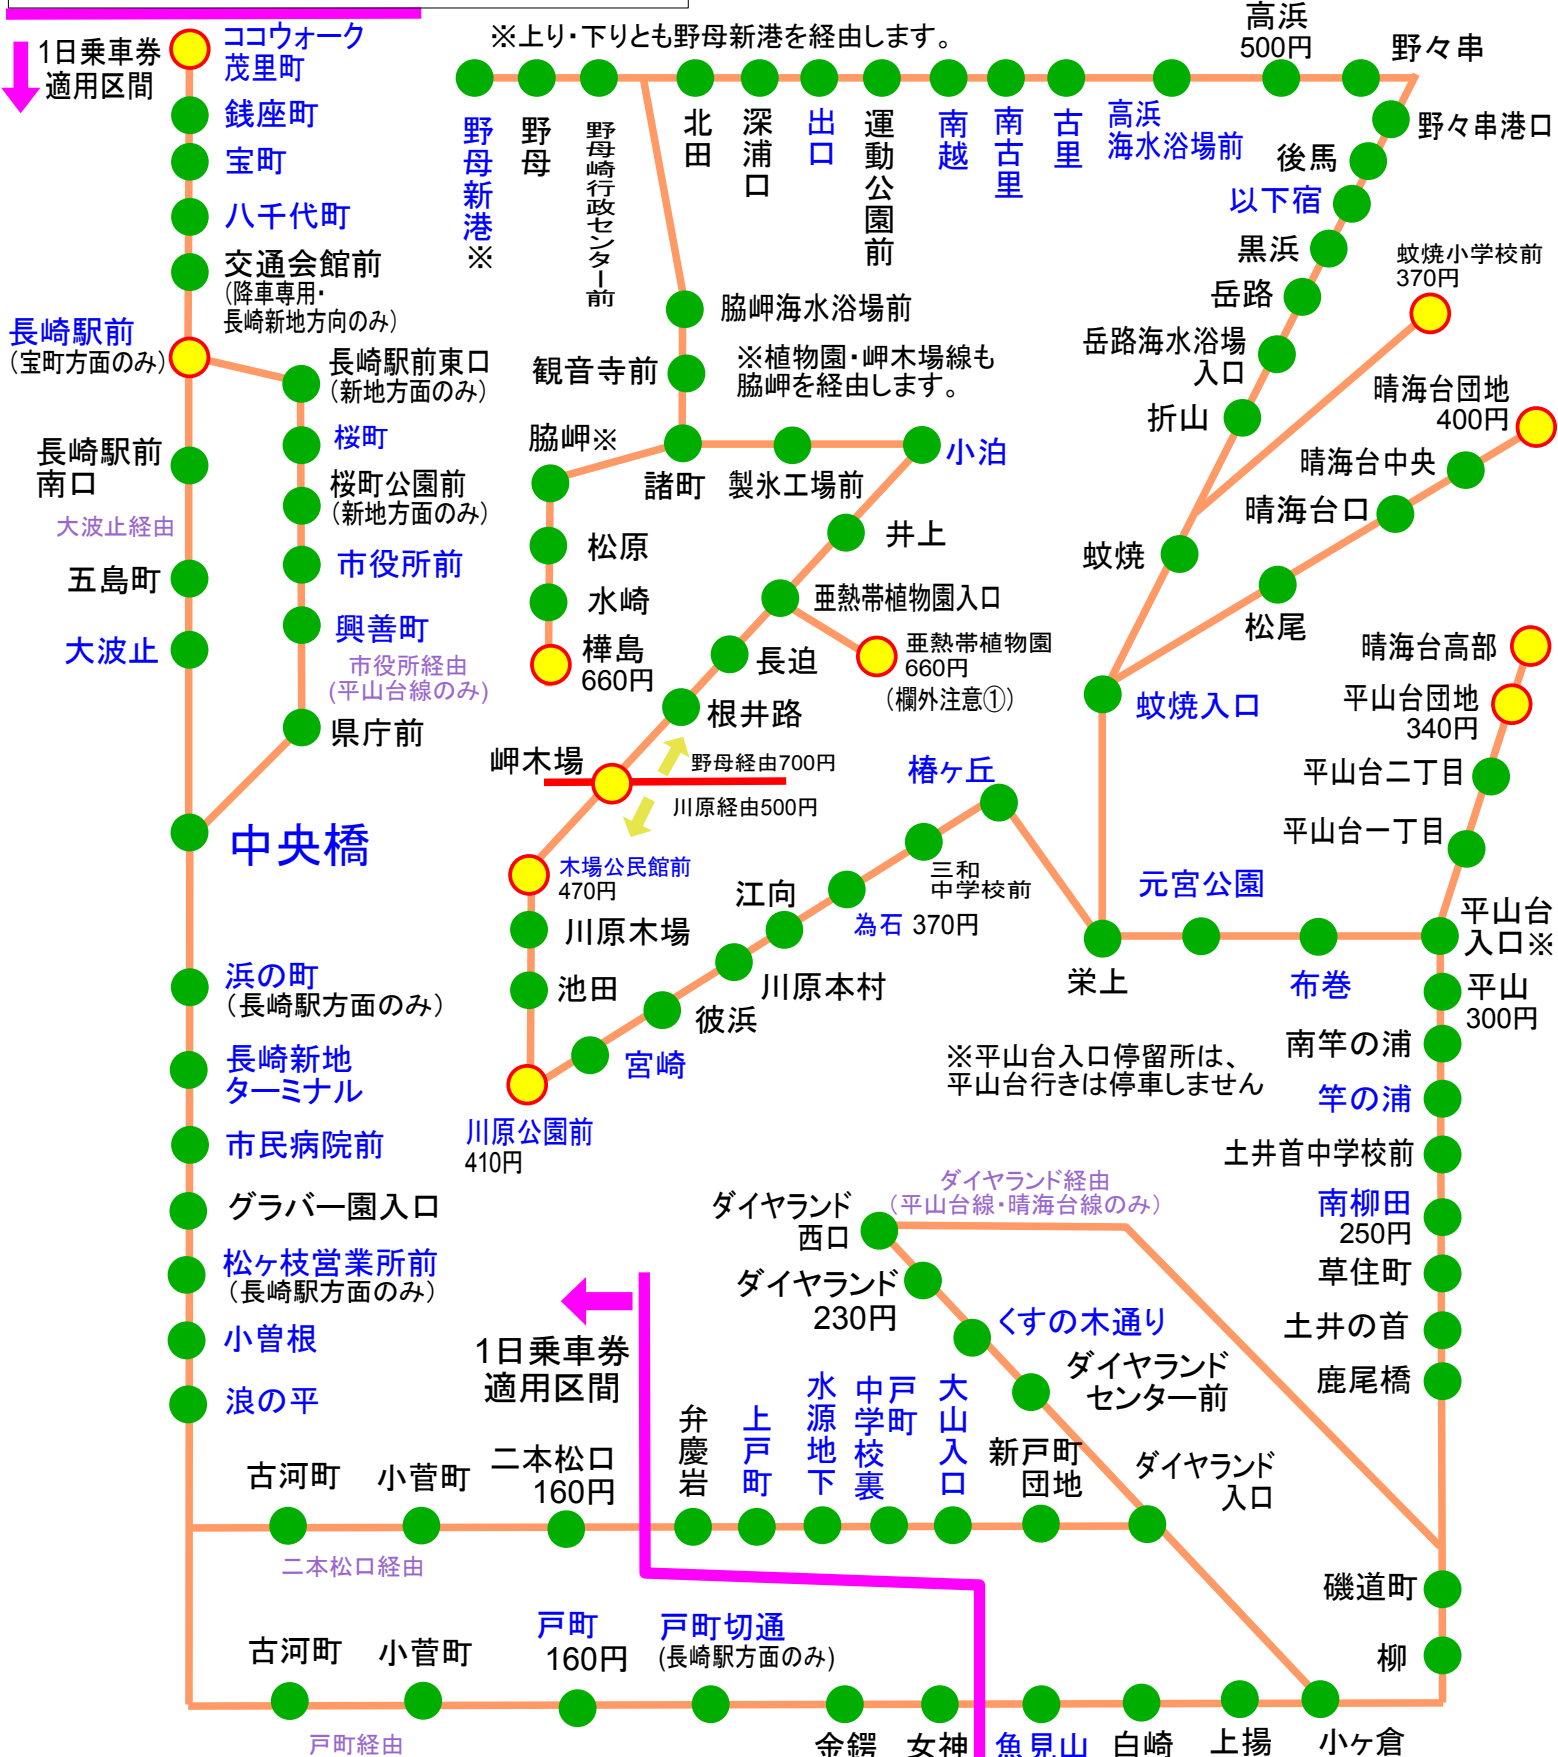 1日乗車券
適用区間
ココウォーク
茂里町
銭座町
宝町
八千代町
交通会館前
(降車専用・
長崎新地方向のみ)
長崎駅前
(宝町方面のみ)
長崎駅前東口
(新地方面のみ)
桜町
桜町公園前
(新地方面のみ)
市役所前
興善町
市役所経由
(平山台線のみ)
県庁前
長崎駅前
南口
大波止経由
五島町
大波止
中央橋
浜の町
(長崎駅方面のみ)
長崎新地
ターミナル
市民病院前
グラバー園入口
松ヶ枝営業所前
(長崎駅方面のみ)
小曽根
浪の平
※上り・下りとも野母新港を経由します。
野母新港※
野母
野母崎行政センター前
北田
深浦口
出口
運動公園前
南越
南古里
古里
高浜
海水浴場前
高浜
500円
野々串
野々串港口
後馬
以下宿
黒浜
岳路
岳路海水浴場
入口
折山
蚊焼小学校前
370円
晴海台団地
400円
晴海台中央
晴海台口
松尾
蚊焼
蚊焼入口
脇岬海水浴場前
観音寺前
※植物園・岬木場線も
脇岬を経由します。
脇岬※
諸町
製氷工場前
小泊
松原
水崎
樺島
660円
井上
亜熱帯植物園入口
亜熱帯植物園
660円
(欄外注意①)
長迫
根井路
岬木場
野母経由700円
川原経由500円
木場公民館前
470円
川原木場
池田
川原公園前
410円
宮崎
彼浜
川原本村
江向
為石 370円
三和
中学校前
椿ヶ丘
栄上
元宮公園
布巻
晴海台高部
平山台団地
340円
平山台二丁目
平山台一丁目
平山台
入口※
平山
300円
※平山台入口停留所は、
平山台行きは停車しません
南竿の浦
竿の浦
土井首中学校前
南柳田
250円
草住町
土井の首
鹿尾橋
磯道町
柳
ダイヤランド経由
(平山台線・晴海台線のみ)
ダイヤランド
西口
ダイヤランド
230円
くすの木通り
ダイヤランド
センター前
ダイヤランド
入口
1日乗車券
適用区間
古河町
小菅町
二本松口
160円
弁慶岩
上戸町
水源地下
戸町
中学校裏
大山入口
新戸町
団地
二本松口経由
古河町
小菅町
戸町
160円
戸町切通
(長崎駅方面のみ)
金鍔
女神
魚見山
白崎
上揚
小ヶ倉
戸町経由